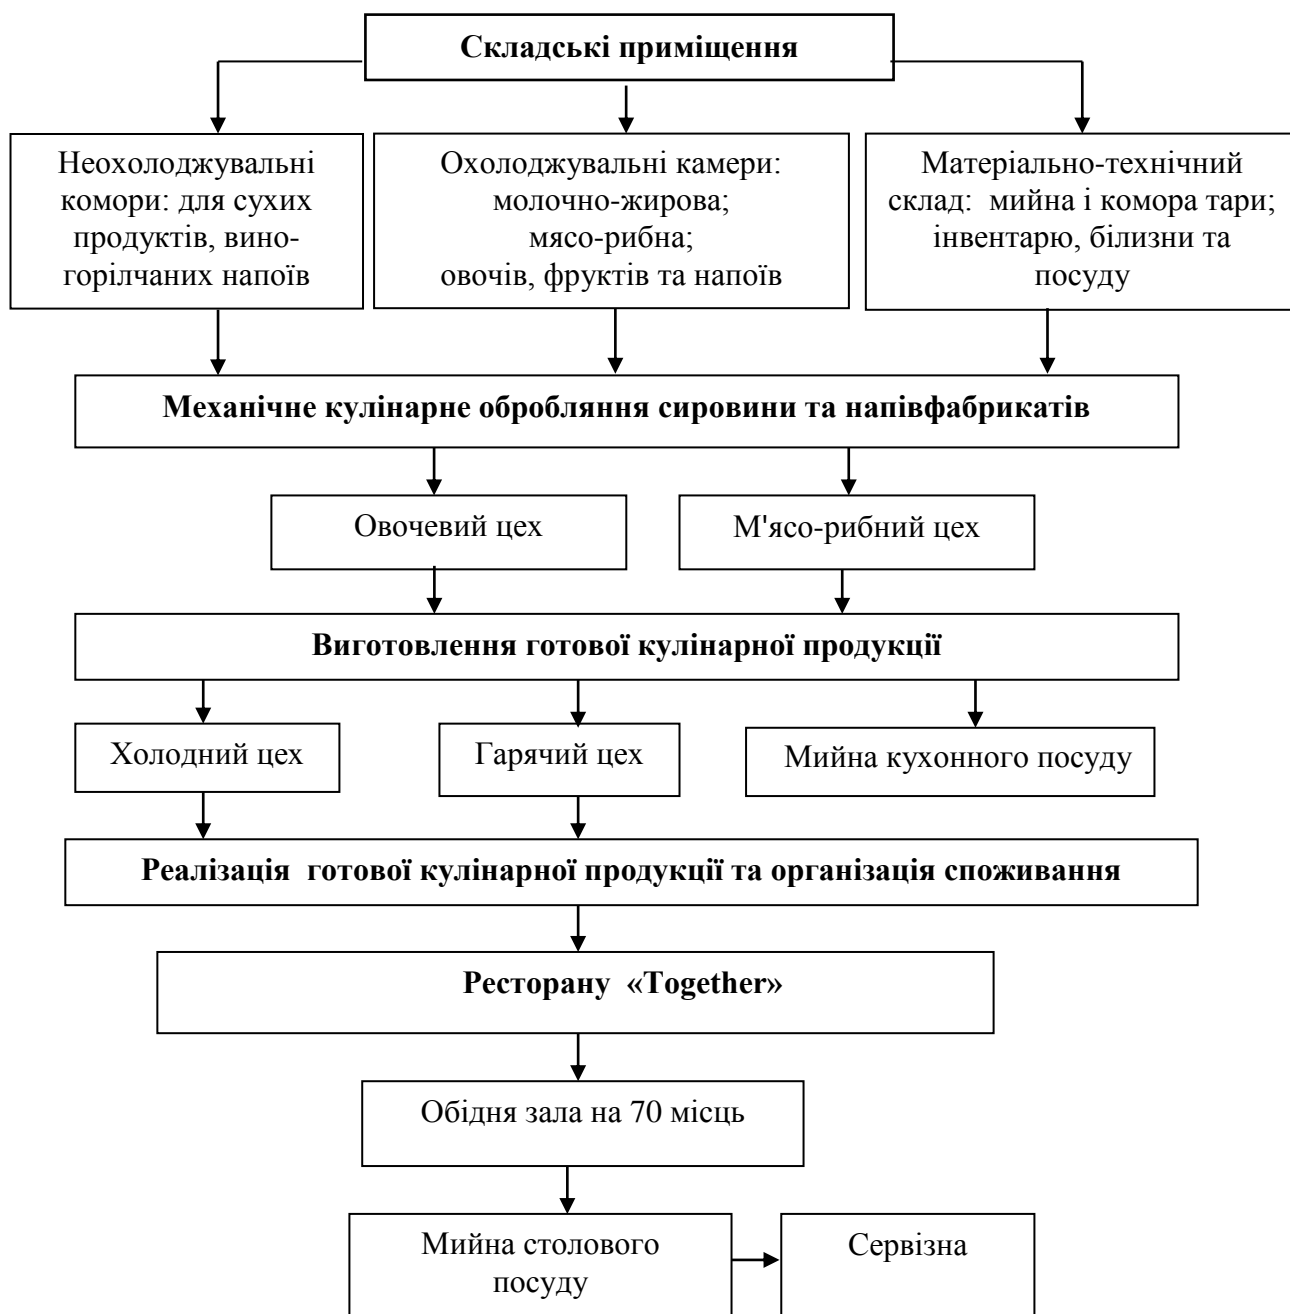 Складські приміщення
Неохолоджувальні
комори: для сухих
продуктів, вино-
горілчаних напоїв
Охолоджувальні камери:
молочно-жирова;
мясо-рибна;
овочів, фруктів та напоїв
Матеріально-технічний
склад: мийна і комора тари;
інвентарю, білизни та
посуду
Механічне кулінарне обробляння сировини та напівфабрикатів
Овочевий цех
М'ясо-рибний цех
Виготовлення готової кулінарної продукції
Холодний цех
Гарячий цех
Мийна кухонного посуду
Реалізація готової кулінарної продукції та організація споживання
Ресторану «Together»
Обідня зала на 70 місць
Мийна столового
посуду
Сервізна